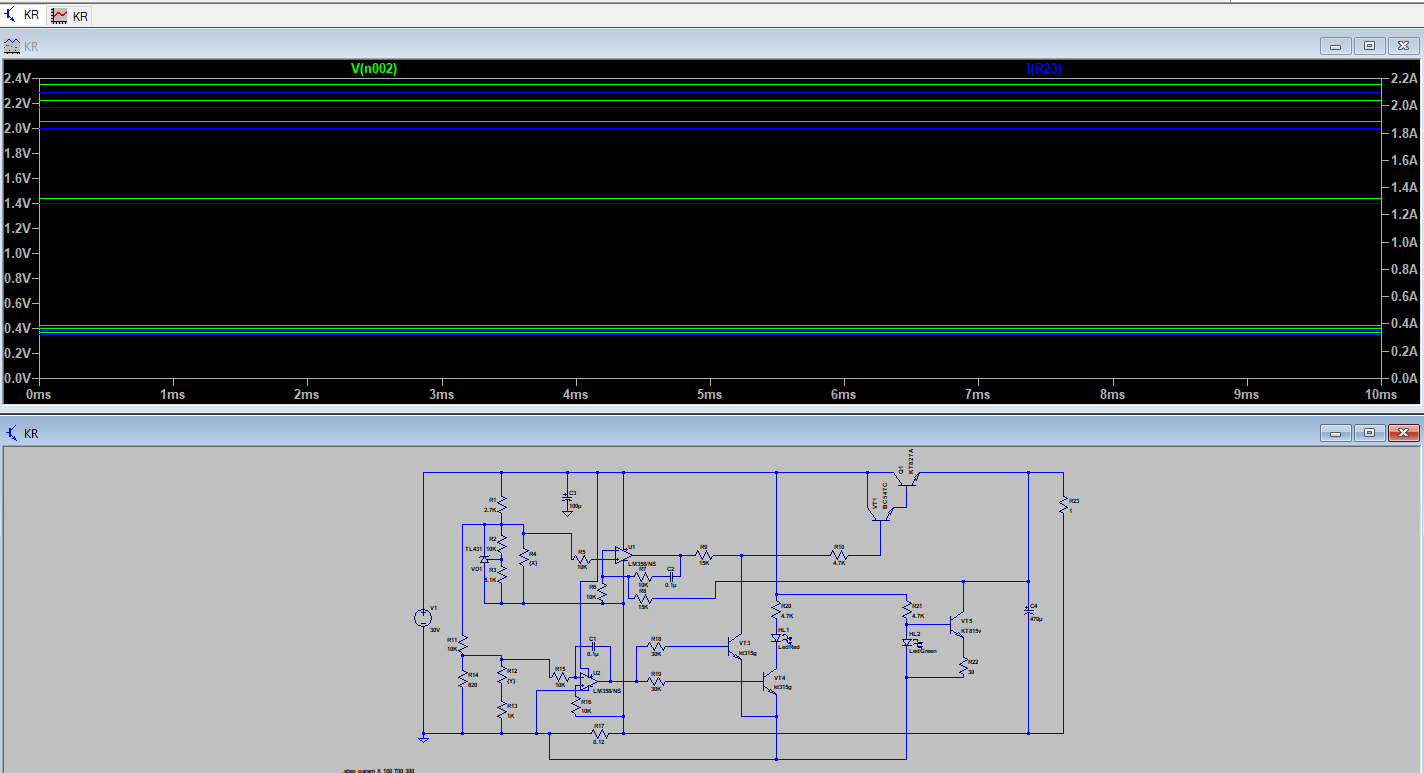 KR
KR
KR
V(n002)
I(R23)
2.4V
2.2V
2.0V
1.8V
1.6V
1.4V
1.2V
1.0V
0.8V
0.6V
0.4V
0.2V
0.0V
2.2A
2.0A
1.8A
1.6A
1.4A
1.2A
1.0A
0.8A
0.6A
0.4A
0.2A
0.0A
0ms 1ms 2ms 3ms 4ms 5ms 6ms 7ms 8ms 9ms 10ms
KR
Q1
KT827A
VT1
BC547C
R1
2.7K
C3
100µ
R23
1
TL431
VD1
R2
10K
R3
5.1K
R4
{X}
R5
10K
U1
LM358/NS
R7
10K
C2
0.1µ
R6
10K
R8
15K
R9
15K
R10
4.7K
V1
30V
R11
10K
R14
620
R12
{Y}
R13
1K
R15
10K
C1
0.1µ
U2
LM358/NS
R16
10K
R17
0.12
R18
30K
R19
30K
VT3
kt315g
VT4
kt315g
R20
4.7K
HL1
LedRed
R21
4.7K
HL2
LedGreen
VT5
KT815v
R22
30
C4
470µ
.step param X 100 700 300